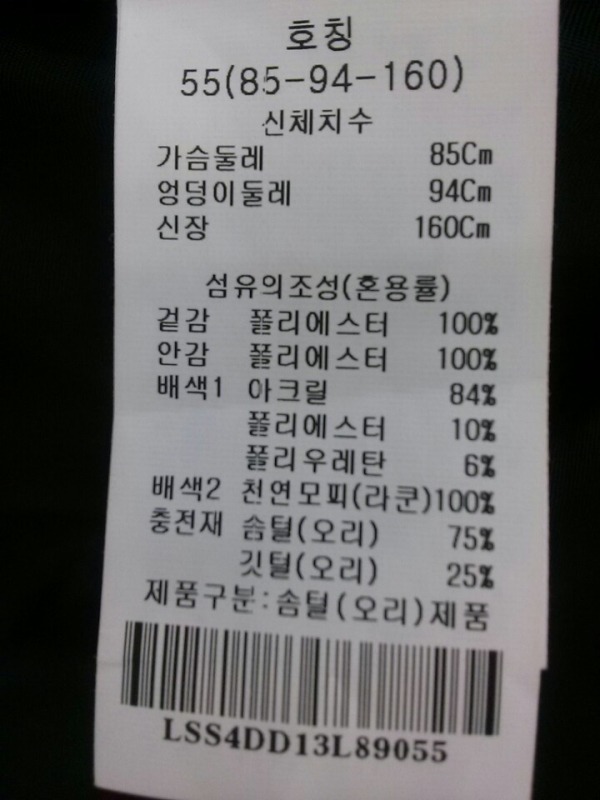 호칭
55(85-94-160)
신체치수
가슴둘레 85Cm
엉덩이둘레 94Cm
신장 160Cm
섬유의조성(혼용률)
겉감 폴리에스터 100%
안감 폴리에스터 100%
배색1 아크릴 84%
폴리에스터 10%
폴리우레탄 6%
배색2 천연모피(라쿤)100%
충전재 솜털(오리) 75%
깃털(오리) 25%
제품구분:솜털(오리)제품
LSS4DD13L89055